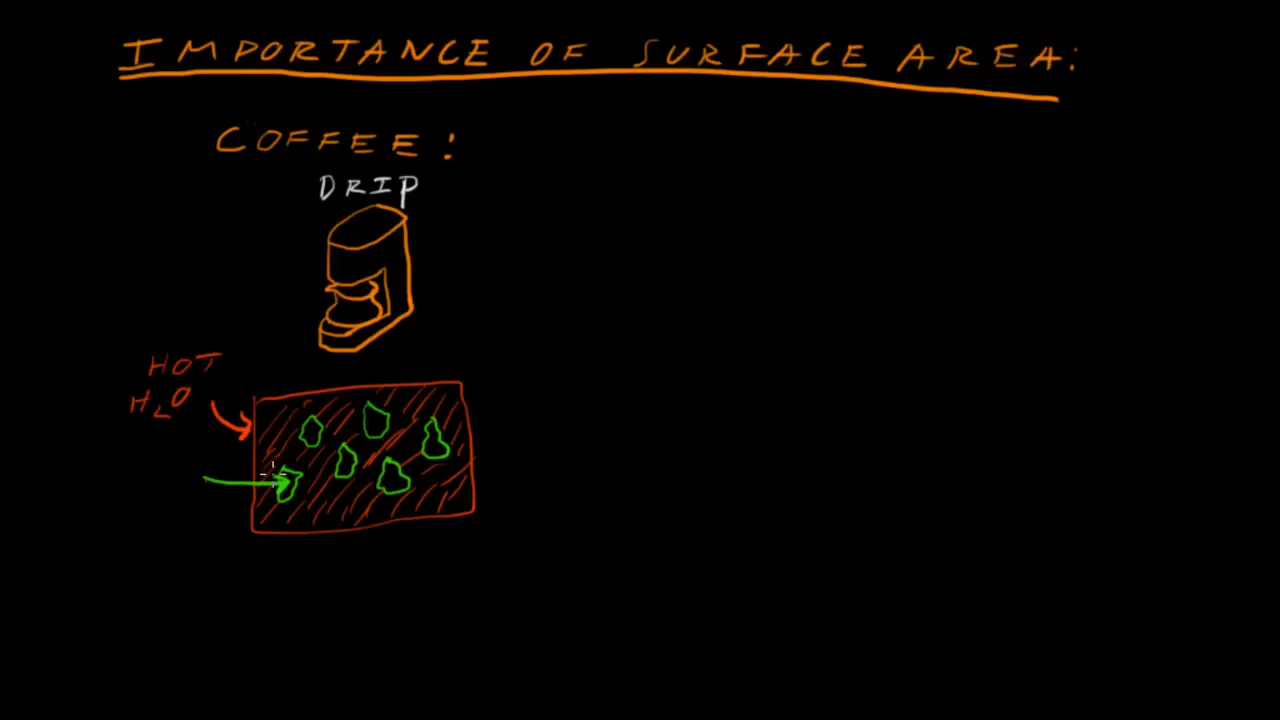 IMPORTANCE OF SURFACE AREA:
COFFEE!
DRIP
HOT
H2O